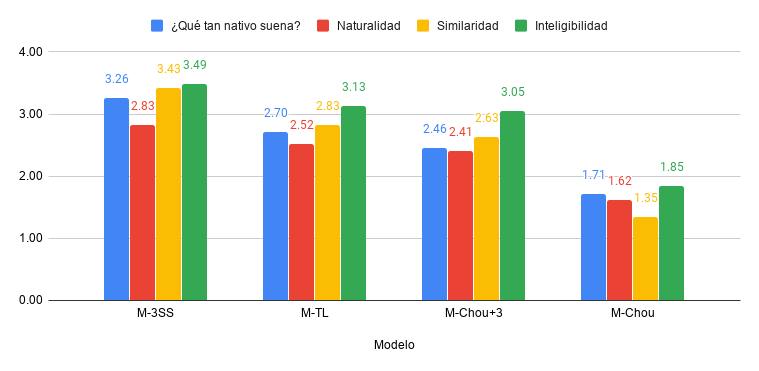 ¿Qué tan nativo suena? Naturalidad Similaridad Inteligibilidad
4.00
3.00
2.00
1.00
0.00
3.26 2.83 3.43 3.49
2.70 2.52 2.83 3.13
2.46 2.41 2.63 3.05
1.71 1.62 1.35 1.85
M-3SS M-TL M-Chou+3 M-Chou
Modelo